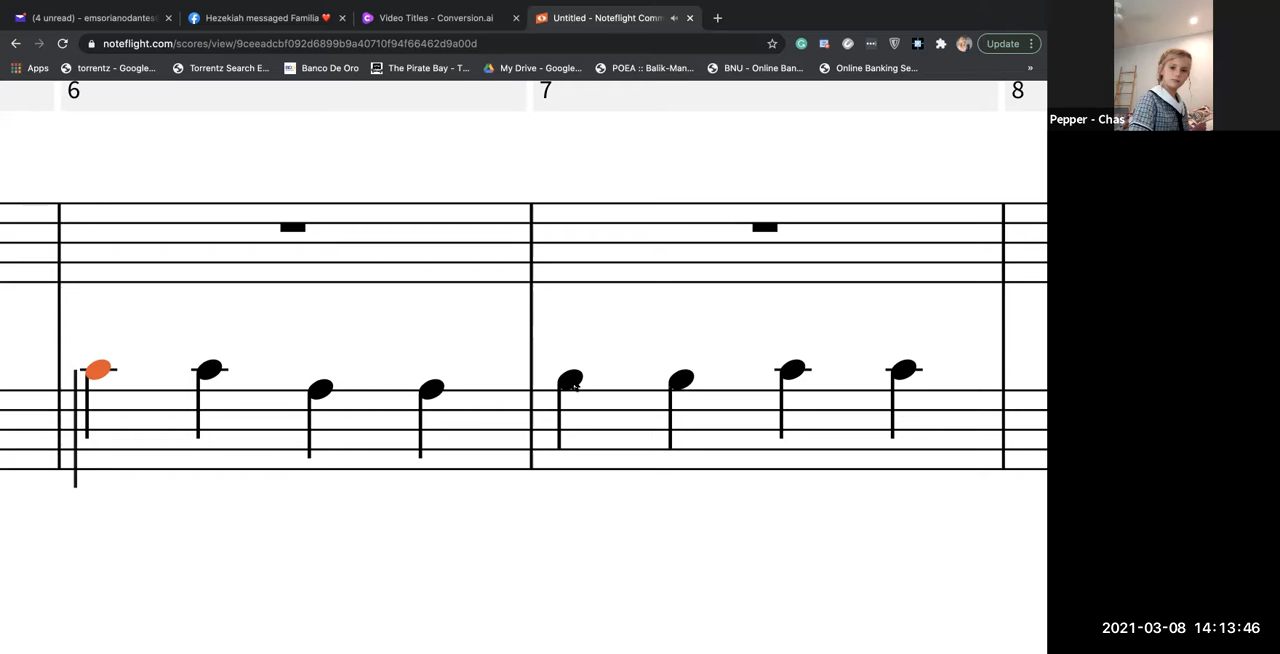 (4 unread) - emsorianodantes
Hezekiah messaged Familia ❤️
Video Titles - Conversion.ai
Untitled - Noteflight Comm
noteflight.com/scores/view/9ceeadcbf092d6899b9a40710f94f66462d9a00d
Update
Apps
torrentz - Google...
Torrentz Search E...
Banco De Oro
The Pirate Bay - T...
My Drive - Google...
POEA :: Balik-Man...
BNU - Online Ban...
Online Banking Se...
»
6
7
8
Pepper - Chas
2021-03-08 14:13:46